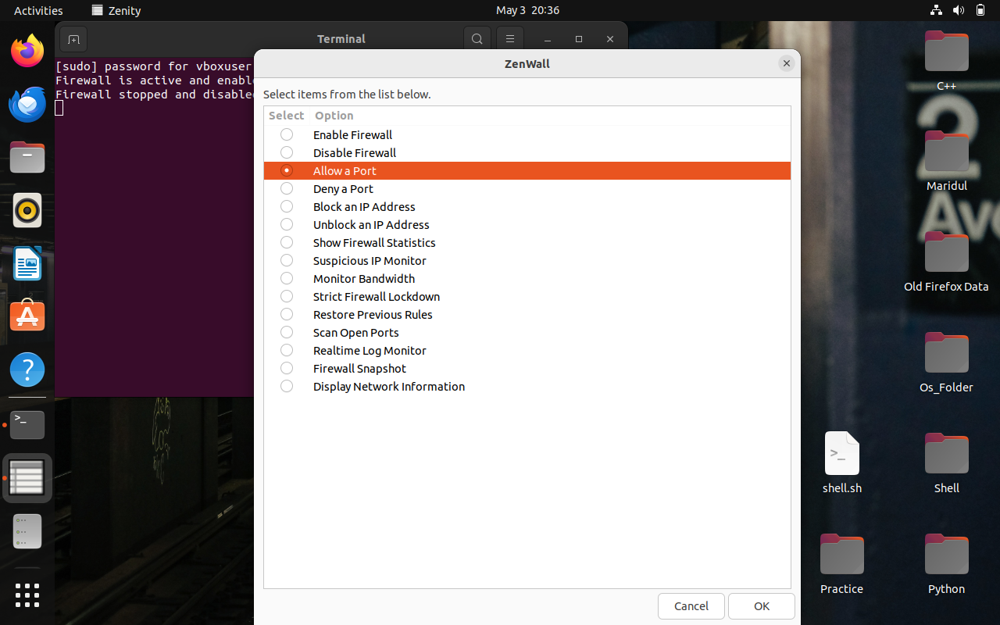 Activities
Zenity
May 3 20:36
Terminal
[sudo] password for vboxuser
Firewall is active and enable
Firewall stopped and disabled
ZenWall
Select items from the list below.
Select Option
Enable Firewall
Disable Firewall
Allow a Port
Deny a Port
Block an IP Address
Unblock an IP Address
Show Firewall Statistics
Suspicious IP Monitor
Monitor Bandwidth
Strict Firewall Lockdown
Restore Previous Rules
Scan Open Ports
Realtime Log Monitor
Firewall Snapshot
Display Network Information
Cancel OK
C++
2
Maridul
Ave
Old Firefox Data
Os_Folder
shell.sh
Shell
Practice
Python